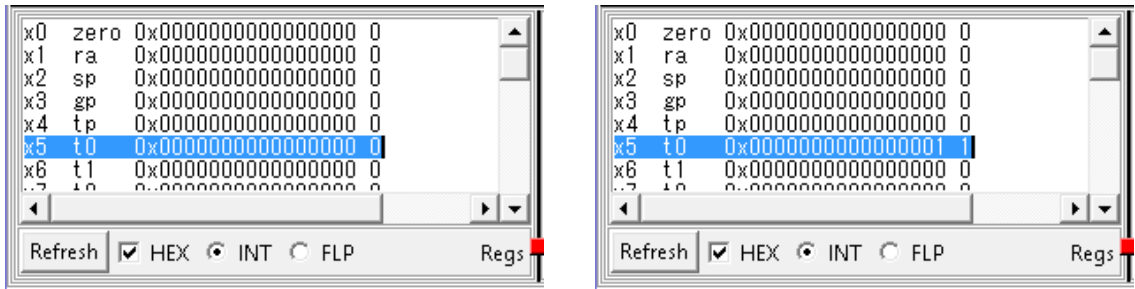 x0 zero 0x0000000000000000 0
x1 ra 0x0000000000000000 0
x2 sp 0x0000000000000000 0
x3 gp 0x0000000000000000 0
x4 tp 0x0000000000000000 0
x5 t0 0x0000000000000000 0
x6 t1 0x0000000000000000 0
Refresh HEX INT FLP Regs
x0 zero 0x0000000000000000 0
x1 ra 0x0000000000000000 0
x2 sp 0x0000000000000000 0
x3 gp 0x0000000000000000 0
x4 tp 0x0000000000000000 0
x5 t0 0x0000000000000001 1
x6 t1 0x0000000000000000 0
Refresh HEX INT FLP Regs